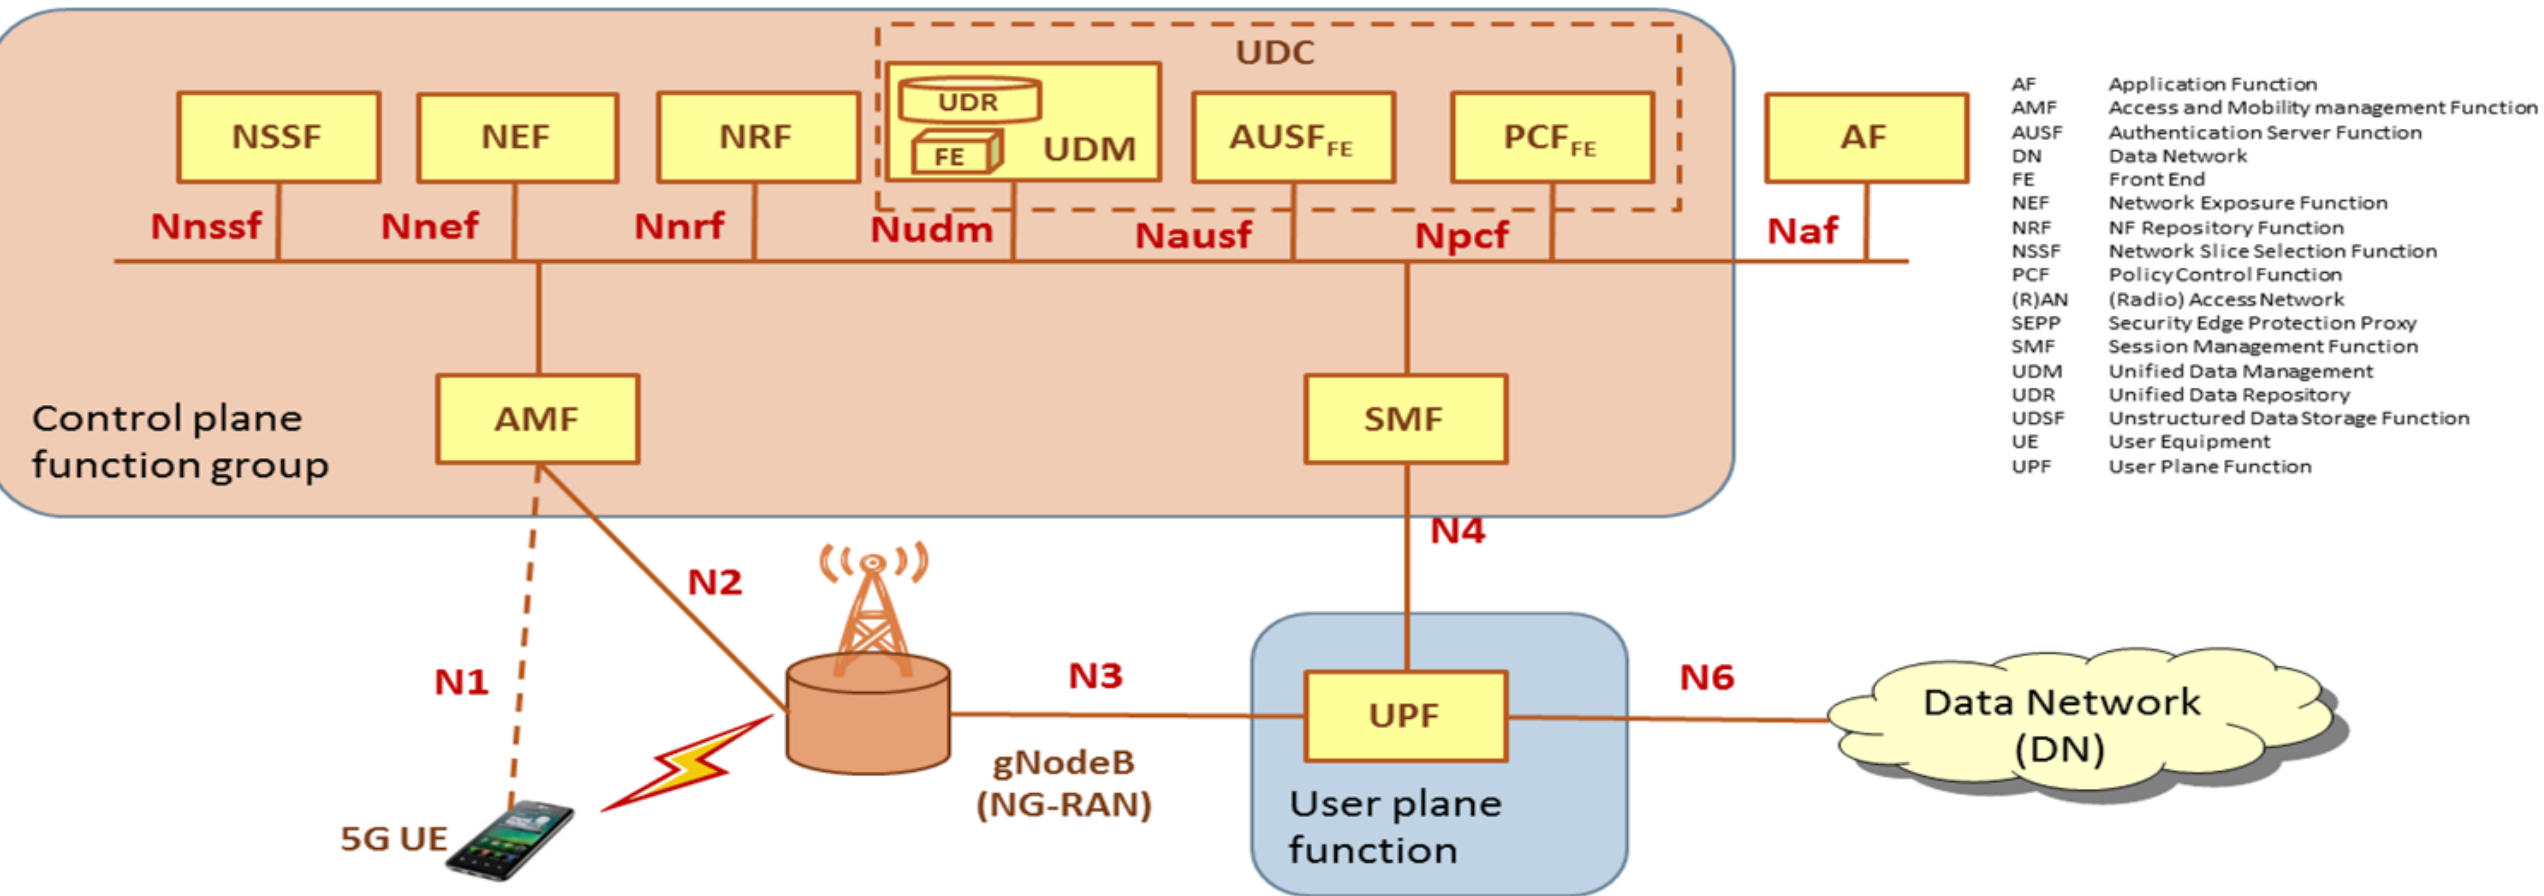 UDC
NSSF
NEF
NRF
UDR
FE
UDM
AUSF FE
PCF FE
AF
Nnssf
Nnef
Nnrf
Nudm
Nausf
Npcf
Naf
Control plane
function group
AMF
SMF
N4
N2
N1
N3
N6
UPF
Data Network
(DN)
gNodeB
(NG-RAN)
User plane
function
5G UE
AF Application Function
AMF Access and Mobility management Function
AUSF Authentication Server Function
DN Data Network
FE Front End
NEF Network Exposure Function
NRF NF Repository Function
NSSF Network Slice Selection Function
PCF Policy Control Function
(R)AN (Radio) Access Network
SEPP Security Edge Protection Proxy
SMF Session Management Function
UDM Unified Data Management
UDR Unified Data Repository
UDSF Unstructured Data Storage Function
UE User Equipment
UPF User Plane Function